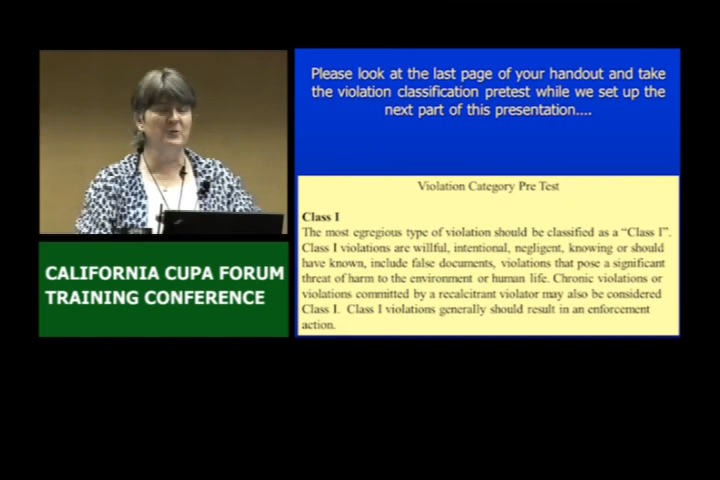 Please look at the last page of your handout and take
the violation classification pretest while we set up the
next part of this presentation....
Violation Category Pre Test
Class I
The most egregious type of violation should be classified as a “Class I”.
Class I violations are willful, intentional, negligent, knowing or should
have known, include false documents, violations that pose a significant
threat of harm to the environment or human life. Chronic violations or
violations committed by a recalcitrant violator may also be considered
Class I. Class I violations generally should result in an enforcement
action.
CALIFORNIA CUPA FORUM
TRAINING CONFERENCE